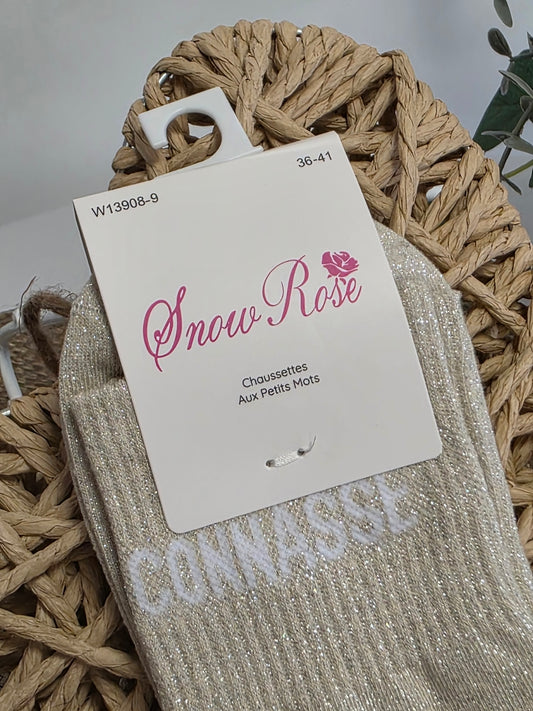 W13908-9
36-41
Snow Rose
Chaussettes
Aux Petits Mots
CONNASSE